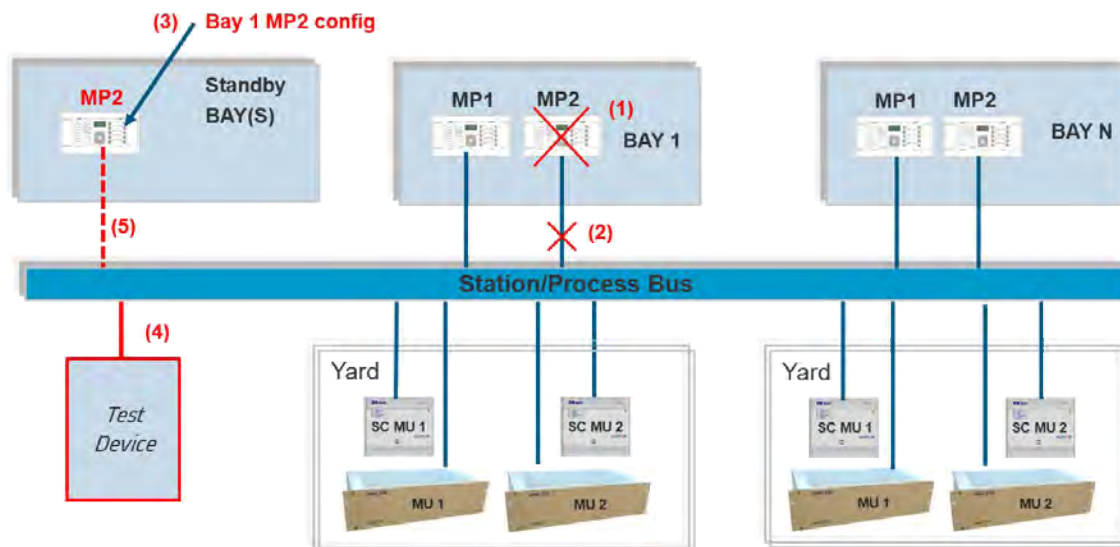 (3) Bay 1 MP2 config
Standby
BAY(S)
MP2
MP1 MP2
(1)
BAY 1
MP1 MP2
BAY N
(5)
(2)
Station/Process Bus
(4)
Test
Device
Yard
SC MU 1
SC MU 2
MU 1
MU 2
Yard
SC MU 1
SC MU 2
MU 1
MU 2